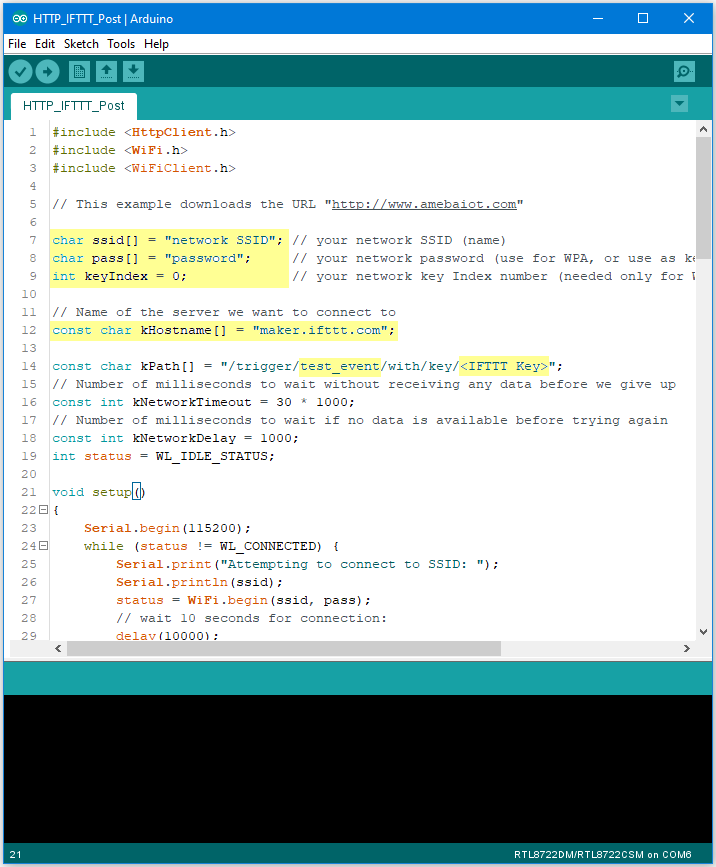 HTTP_IFTTT_Post | Arduino
File Edit Sketch Tools Help
HTTP_IFTTT_Post
1 #include <HttpClient.h>
2 #include <WiFi.h>
3 #include <WiFiClient.h>
4
5 // This example downloads the URL "http://www.amebaiot.com"
6
7 char ssid[] = "network SSID"; // your network SSID (name)
8 char pass[] = "password"; // your network password (use for WPA, or use as ke
9 int keyIndex = 0; // your network key Index number (needed only for W
10
11 // Name of the server we want to connect to
12 const char kHostname[] = "maker.ifttt.com";
13
14 const char kPath[] = "/trigger/test_event/with/key/<IFTTT Key>";
15 // Number of milliseconds to wait without receiving any data before we give up
16 const int kNetworkTimeout = 30 * 1000;
17 // Number of milliseconds to wait if no data is available before trying again
18 const int kNetworkDelay = 1000;
19 int status = WL_IDLE_STATUS;
20
21 void setup()
22 {
23 Serial.begin(115200);
24 while (status != WL_CONNECTED) {
25 Serial.print("Attempting to connect to SSID: ");
26 Serial.println(ssid);
27 status = WiFi.begin(ssid, pass);
28 // wait 10 seconds for connection:
29 delay(10000);
21 RTL8722DM/RTL8722CSM on COM6